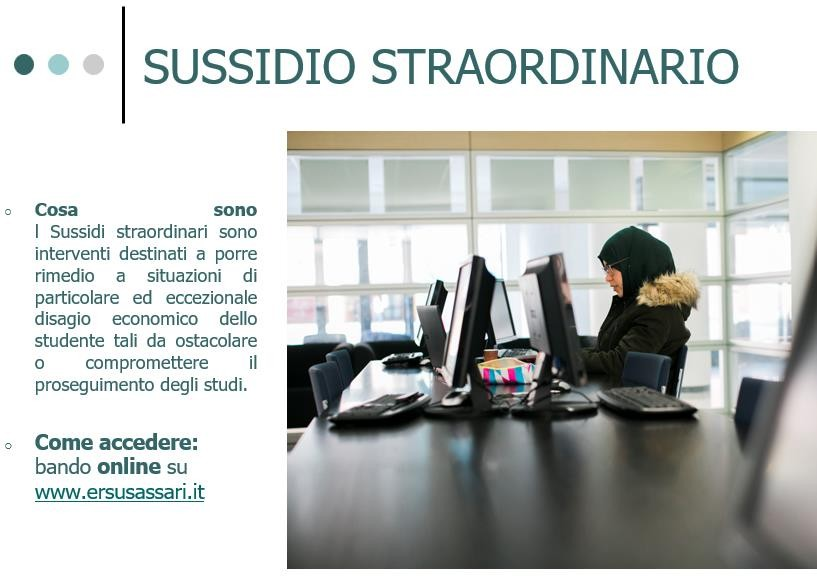 SUSSIDIO STRAORDINARIO
Cosa sono
I Sussidi straordinari sono
interventi destinati a porre
rimedio a situazioni di
particolare ed eccezionale
disagio economico dello
studente tali da ostacolare
o compromettere il
proseguimento degli studi.
Come accedere:
bando online su
www.ersusassari.it